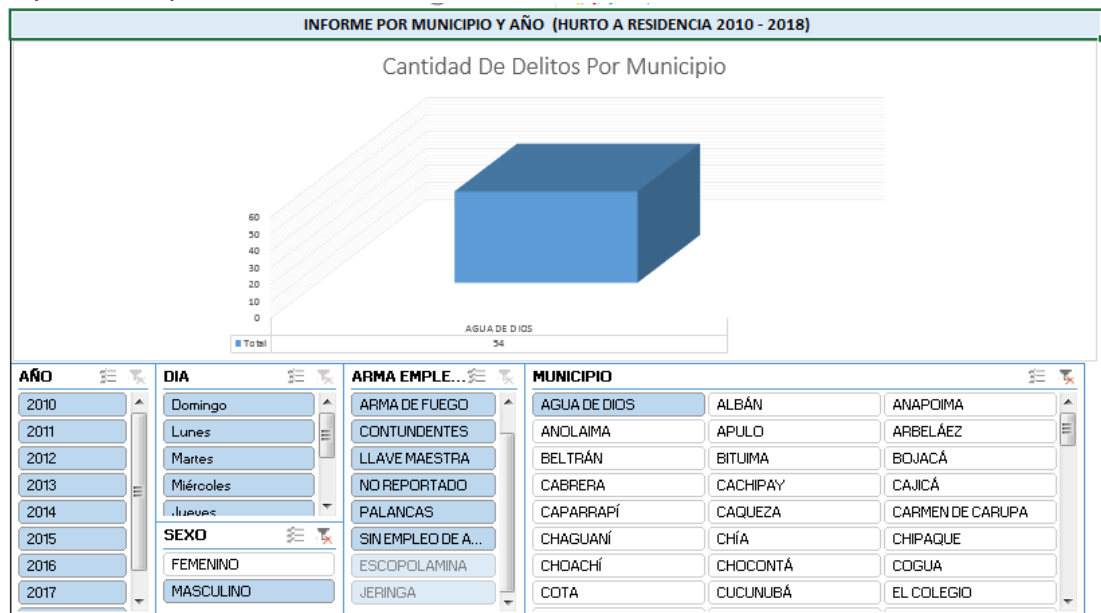 INFORME POR MUNICIPIO Y AÑO (HURTO A RESIDENCIA 2010 - 2018)
Cantidad De Delitos Por Municipio
60
50
40
30
20
10
0
AGUA DE DIOS
Total 54
AÑO
2010
2011
2012
2013
2014
2015
2016
2017
DIA
Domingo
Lunes
Martes
Miércoles
Jueves
SEXO
FEMENINO
MASCULINO
ARMA EMPLE...
ARMA DE FUEGO
CONTUNDENTES
LLAVE MAESTRA
NO REPORTADO
PALANCAS
SIN EMPLEO DE A...
ESCOPOLAMINA
JERINGA
MUNICIPIO
AGUA DE DIOS ALBÁN ANAPOIMA
ANOLAIMA APULO ARBELÁEZ
BELTRÁN BITUIMA BOJACÁ
CABRERA CACHIPAY CAJICÁ
CAPARRAPÍ CAQUEZA CARMEN DE CARUPA
CHAGUANÍ CHÍA CHIPAQUE
CHOACHÍ CHOCONTÁ COGUA
COTA CUCUNUBÁ EL COLEGIO